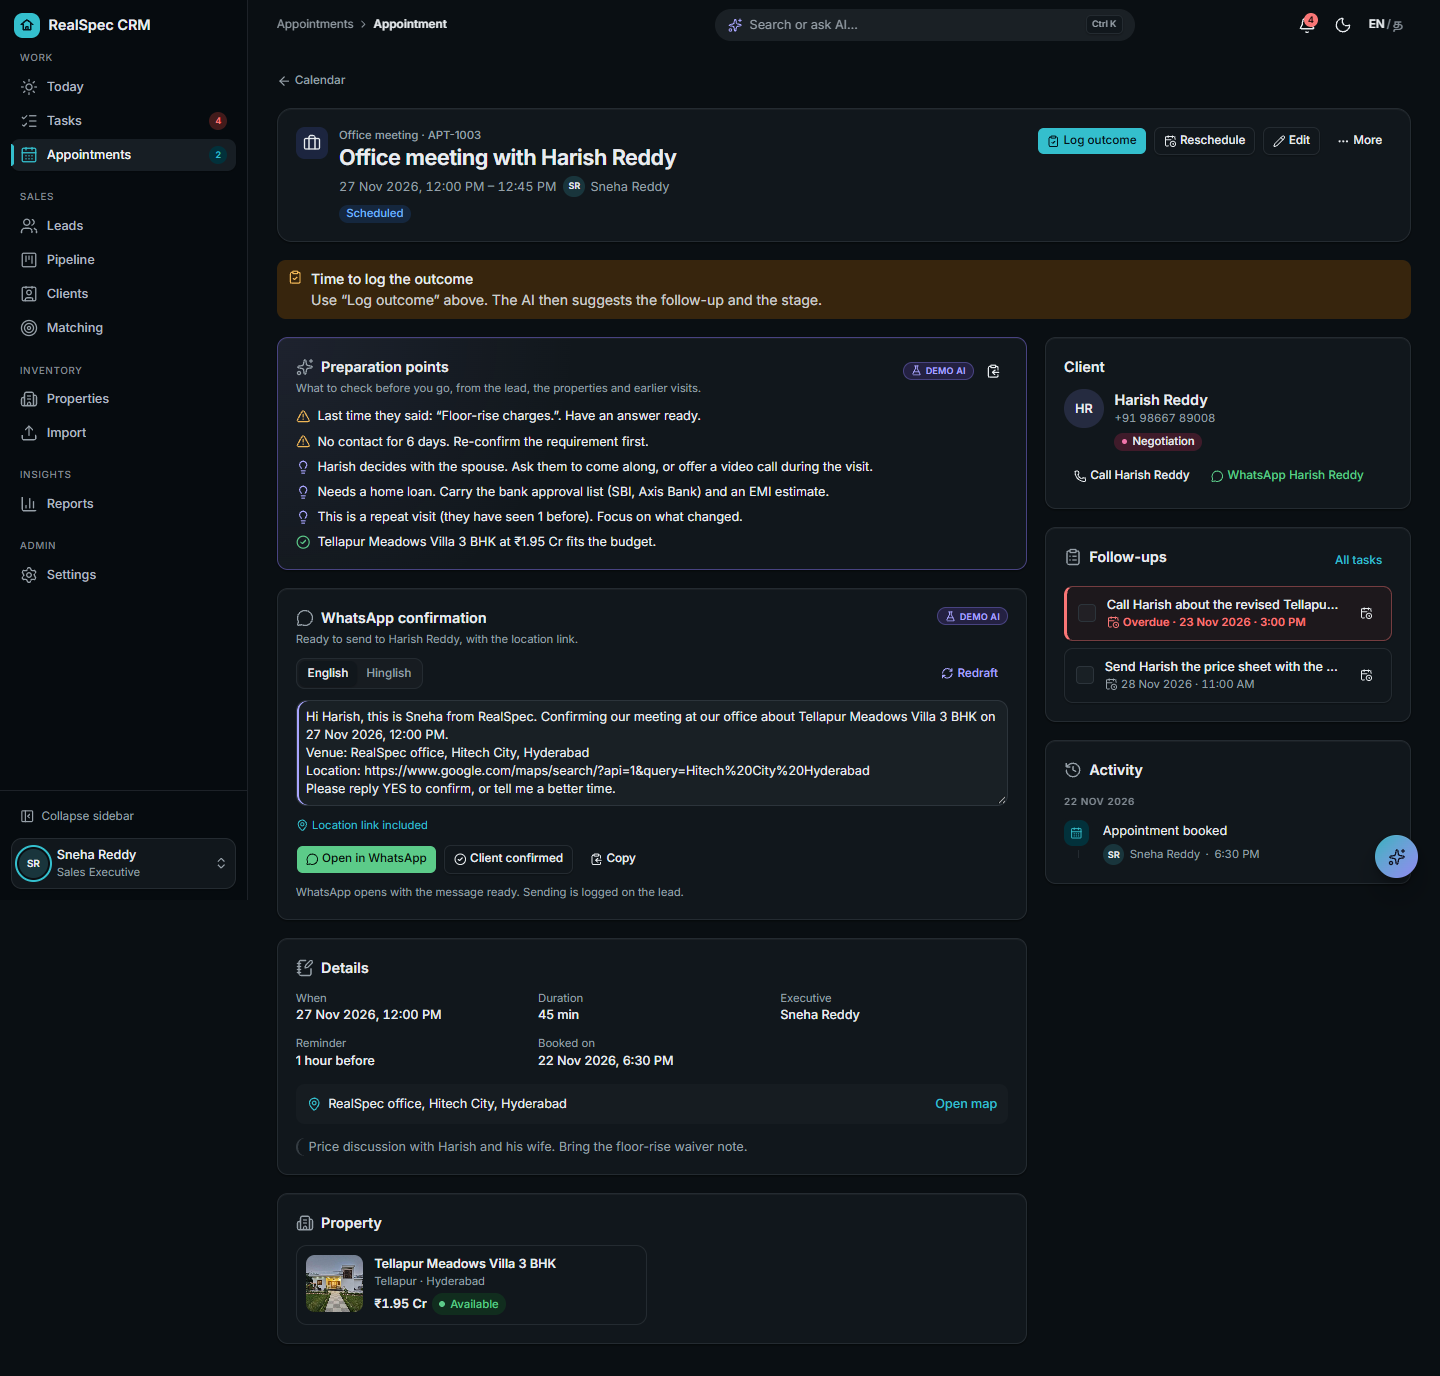 RealSpec CRM
WORK
Today
Tasks
4
Appointments
2
SALES
Leads
Pipeline
Clients
Matching
INVENTORY
Properties
Import
INSIGHTS
Reports
ADMIN
Settings
Collapse sidebar
SR
Sneha Reddy
Sales Executive
Appointments > Appointment
Search or ask AI...
Ctrl K
4
EN / த
Calendar
Office meeting · APT-1003
Office meeting with Harish Reddy
27 Nov 2026, 12:00 PM – 12:45 PM SR Sneha Reddy
Scheduled
Log outcome
Reschedule
Edit
More
Time to log the outcome
Use “Log outcome” above. The AI then suggests the follow-up and the stage.
Preparation points
DEMO AI
What to check before you go, from the lead, the properties and earlier visits.
Last time they said: “Floor-rise charges.”. Have an answer ready.
No contact for 6 days. Re-confirm the requirement first.
Harish decides with the spouse. Ask them to come along, or offer a video call during the visit.
Needs a home loan. Carry the bank approval list (SBI, Axis Bank) and an EMI estimate.
This is a repeat visit (they have seen 1 before). Focus on what changed.
Tellapur Meadows Villa 3 BHK at ₹1.95 Cr fits the budget.
WhatsApp confirmation
DEMO AI
Ready to send to Harish Reddy, with the location link.
English
Hinglish
Redraft
Hi Harish, this is Sneha from RealSpec. Confirming our meeting at our office about Tellapur Meadows Villa 3 BHK on
27 Nov 2026, 12:00 PM.
Venue: RealSpec office, Hitech City, Hyderabad
Location: https://www.google.com/maps/search/?api=1&query=Hitech%20City%20Hyderabad
Please reply YES to confirm, or tell me a better time.
Location link included
Open in WhatsApp
Client confirmed
Copy
WhatsApp opens with the message ready. Sending is logged on the lead.
Details
When
27 Nov 2026, 12:00 PM
Duration
45 min
Executive
Sneha Reddy
Reminder
1 hour before
Booked on
22 Nov 2026, 6:30 PM
RealSpec office, Hitech City, Hyderabad
Open map
Price discussion with Harish and his wife. Bring the floor-rise waiver note.
Property
Tellapur Meadows Villa 3 BHK
Tellapur · Hyderabad
₹1.95 Cr
Available
Client
HR
Harish Reddy
+91 98667 89008
Negotiation
Call Harish Reddy
WhatsApp Harish Reddy
Follow-ups
All tasks
Call Harish about the revised Tellapu...
Overdue · 23 Nov 2026 · 3:00 PM
Send Harish the price sheet with the ...
28 Nov 2026 · 11:00 AM
Activity
22 NOV 2026
Appointment booked
SR Sneha Reddy · 6:30 PM